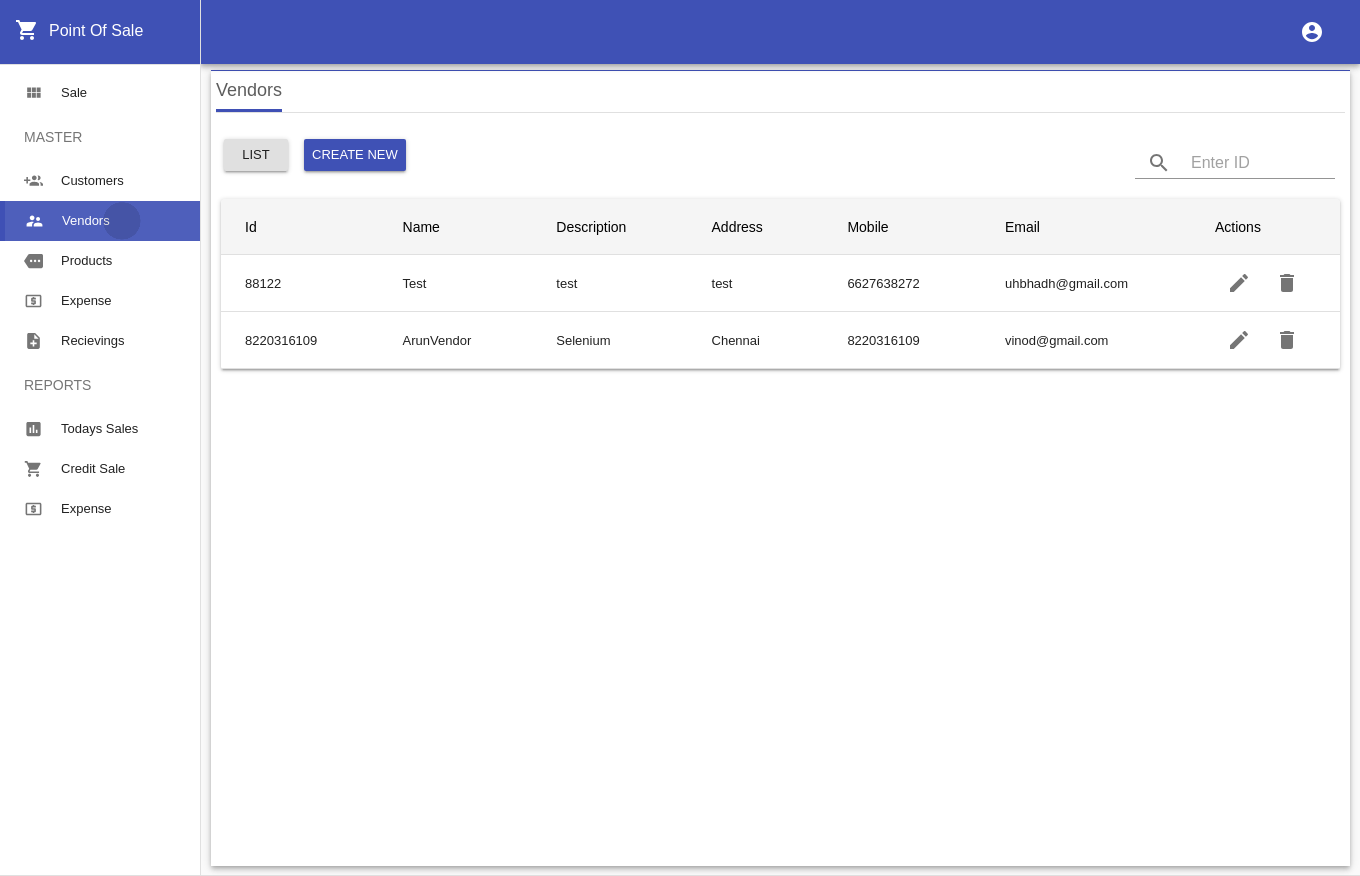 Point Of Sale
Sale
MASTER
Customers
Vendors
Products
Expense
Recievings
REPORTS
Todays Sales
Credit Sale
Expense
Vendors
LIST CREATE NEW
Enter ID
Id Name Description Address Mobile Email Actions
88122 Test test test 6627638272 uhbhadh@gmail.com
8220316109 ArunVendor Selenium Chennai 8220316109 vinod@gmail.com